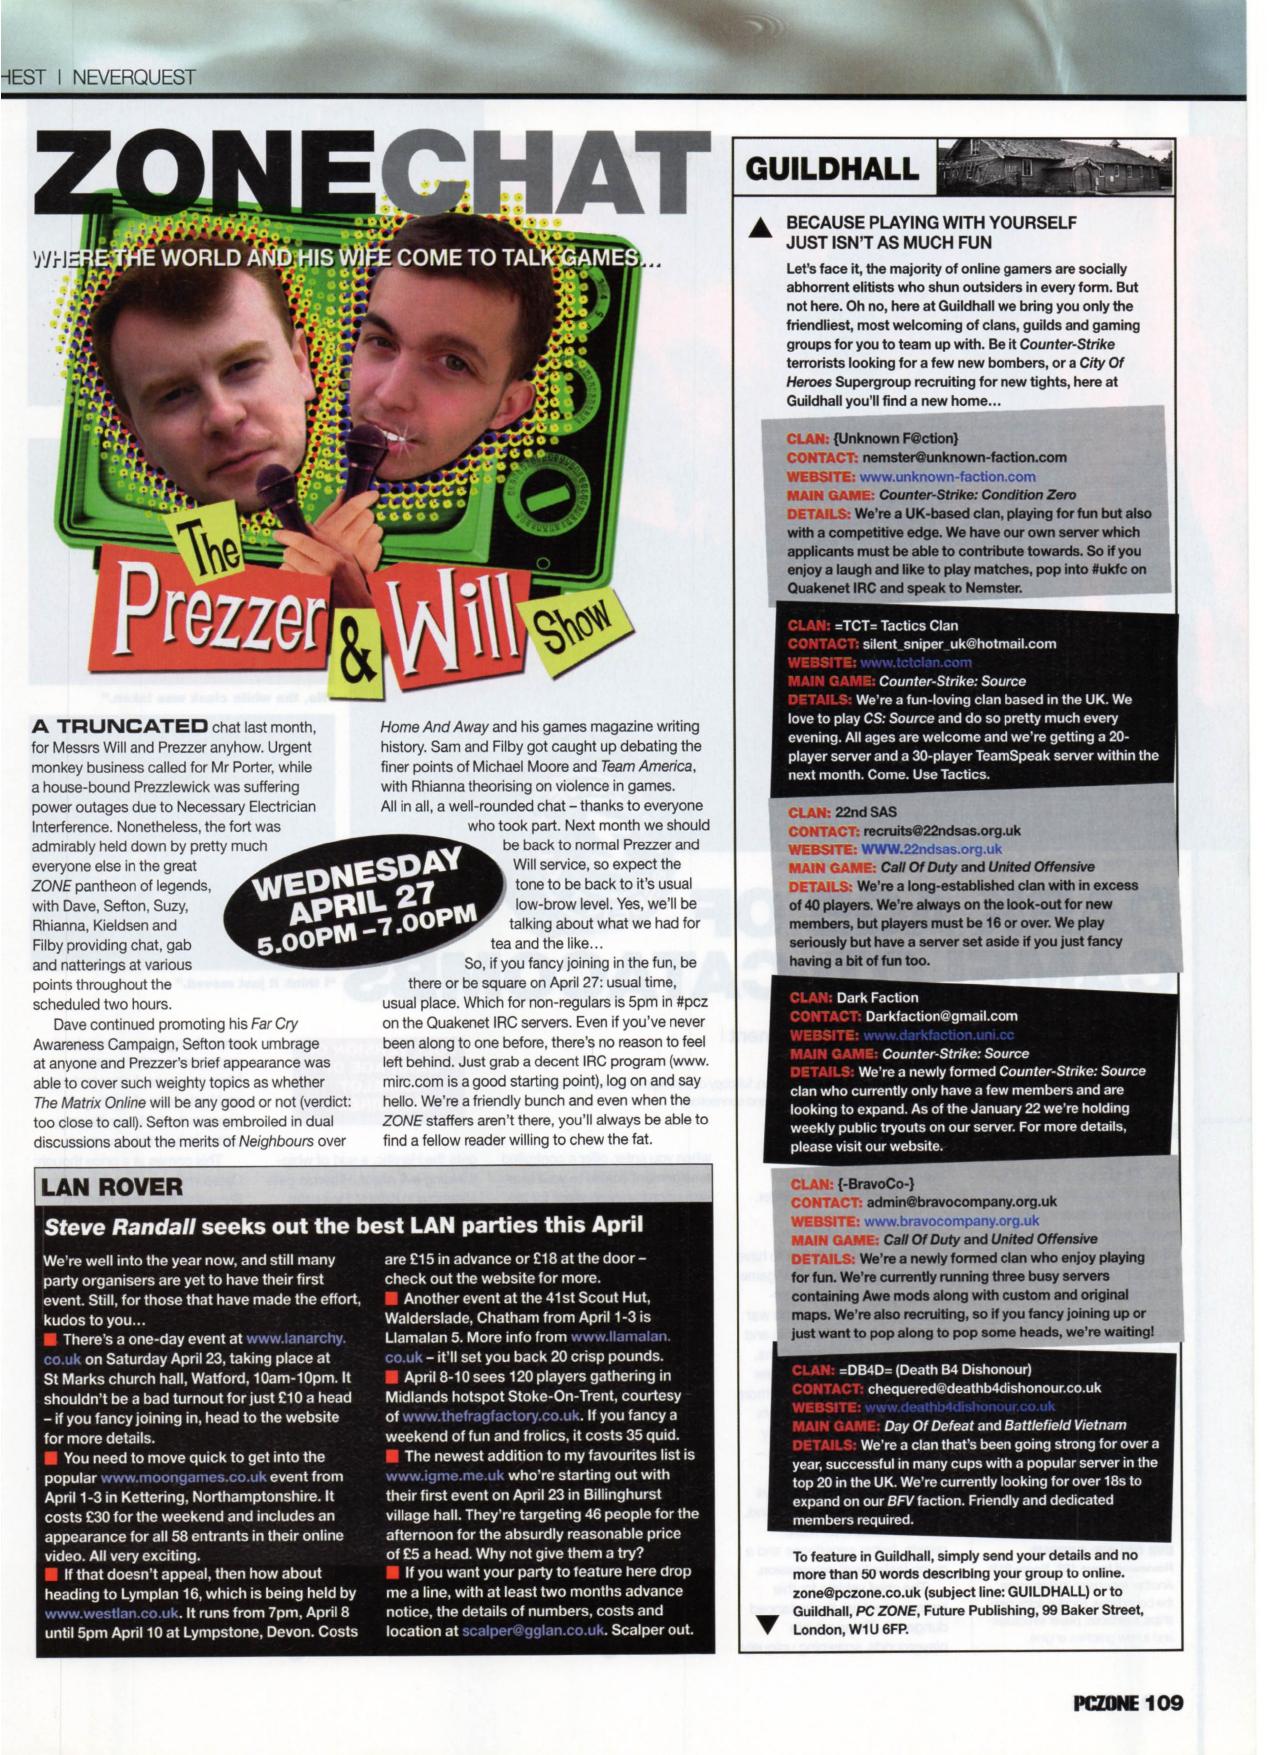 HEST | NEVERQUEST
ZONECHAT
WHERE THE WORLD AND HIS WIFE COME TO TALK GAMES...
The
Prezzer
&
Will
Show
A TRUNCATED chat last month,
for Messrs Will and Prezzer anyhow. Urgent
monkey business called for Mr Porter, while
a house-bound Prezzlewick was suffering
power outages due to Necessary Electrician
Interference. Nonetheless, the fort was
admirably held down by pretty much
everyone else in the great
ZONE pantheon of legends,
with Dave, Sefton, Suzy,
Rhianna, Kieldsen and
Filby providing chat, gab
and natterings at various
points throughout the
scheduled two hours.
Dave continued promoting his Far Cry
Awareness Campaign, Sefton took umbrage
at anyone and Prezzer's brief appearance was
able to cover such weighty topics as whether
The Matrix Online will be any good or not (verdict:
too close to call). Sefton was embroiled in dual
discussions about the merits of Neighbours over
Home And Away and his games magazine writing
history. Sam and Filby got caught up debating the
finer points of Michael Moore and Team America,
with Rhianna theorising on violence in games.
All in all, a well-rounded chat – thanks to everyone
who took part. Next month we should
be back to normal Prezzer and
Will service, so expect the
tone to be back to it's usual
low-brow level. Yes, we'll be
talking about what we had for
tea and the like...
So, if you fancy joining in the fun, be
there or be square on April 27: usual time,
usual place. Which for non-regulars is 5pm in #pcz
on the Quakenet IRC servers. Even if you've never
been along to one before, there's no reason to feel
left behind. Just grab a decent IRC program (www.
mirc.com is a good starting point), log on and say
hello. We're a friendly bunch and even when the
ZONE staffers aren't there, you'll always be able to
find a fellow reader willing to chew the fat.
WEDNESDAY
APRIL 27
5.00PM – 7.00PM
LAN ROVER
Steve Randall seeks out the best LAN parties this April
We're well into the year now, and still many
party organisers are yet to have their first
event. Still, for those that have made the effort,
kudos to you...
■ There's a one-day event at www.lanarchy.
co.uk on Saturday April 23, taking place at
St Marks church hall, Watford, 10am-10pm. It
shouldn't be a bad turnout for just £10 a head
– if you fancy joining in, head to the website
for more details.
■ You need to move quick to get into the
popular www.moongames.co.uk event from
April 1-3 in Kettering, Northamptonshire. It
costs £30 for the weekend and includes an
appearance for all 58 entrants in their online
video. All very exciting.
■ If that doesn't appeal, then how about
heading to Lymplan 16, which is being held by
www.westlan.co.uk. It runs from 7pm, April 8
until 5pm April 10 at Lympstone, Devon. Costs
are £15 in advance or £18 at the door –
check out the website for more.
■ Another event at the 41st Scout Hut,
Walderslade, Chatham from April 1-3 is
Llamalan 5. More info from www.llamalan.
co.uk – it'll set you back 20 crisp pounds.
■ April 8-10 sees 120 players gathering in
Midlands hotspot Stoke-On-Trent, courtesy
of www.thefragfactory.co.uk. If you fancy a
weekend of fun and frolics, it costs 35 quid.
■ The newest addition to my favourites list is
www.igme.me.uk who're starting out with
their first event on April 23 in Billinghurst
village hall. They're targeting 46 people for the
afternoon for the absurdly reasonable price
of £5 a head. Why not give them a try?
■ If you want your party to feature here drop
me a line, with at least two months advance
notice, the details of numbers, costs and
location at scalper@gglan.co.uk. Scalper out.
GUILDHALL
BECAUSE PLAYING WITH YOURSELF
JUST ISN'T AS MUCH FUN
Let's face it, the majority of online gamers are socially
abhorrent elitists who shun outsiders in every form. But
not here. Oh no, here at Guildhall we bring you only the
friendliest, most welcoming of clans, guilds and gaming
groups for you to team up with. Be it Counter-Strike
terrorists looking for a few new bombers, or a City Of
Heroes Supergroup recruiting for new tights, here at
Guildhall you'll find a new home...
CLAN: {Unknown F@ction}
CONTACT: nemster@unknown-faction.com
WEBSITE: www.unknown-faction.com
MAIN GAME: Counter-Strike: Condition Zero
DETAILS: We're a UK-based clan, playing for fun but also
with a competitive edge. We have our own server which
applicants must be able to contribute towards. So if you
enjoy a laugh and like to play matches, pop into #ukfc on
Quakenet IRC and speak to Nemster.
CLAN: =TCT= Tactics Clan
CONTACT: silent_sniper_uk@hotmail.com
WEBSITE: www.tctclan.com
MAIN GAME: Counter-Strike: Source
DETAILS: We're a fun-loving clan based in the UK. We
love to play CS: Source and do so pretty much every
evening. All ages are welcome and we're getting a 20-
player server and a 30-player TeamSpeak server within the
next month. Come. Use Tactics.
CLAN: 22nd SAS
CONTACT: recruits@22ndsas.org.uk
WEBSITE: WWW.22ndsas.org.uk
MAIN GAME: Call Of Duty and United Offensive
DETAILS: We're a long-established clan with in excess
of 40 players. We're always on the look-out for new
members, but players must be 16 or over. We play
seriously but have a server set aside if you just fancy
having a bit of fun too.
CLAN: Dark Faction
CONTACT: Darkfaction@gmail.com
WEBSITE: www.darkfaction.uni.cc
MAIN GAME: Counter-Strike: Source
DETAILS: We're a newly formed Counter-Strike: Source
clan who currently only have a few members and are
looking to expand. As of the January 22 we're holding
weekly public tryouts on our server. For more details,
please visit our website.
CLAN: {-BravoCo-}
CONTACT: admin@bravocompany.org.uk
WEBSITE: www.bravocompany.org.uk
MAIN GAME: Call Of Duty and United Offensive
DETAILS: We're a newly formed clan who enjoy playing
for fun. We're currently running three busy servers
containing Awe mods along with custom and original
maps. We're also recruiting, so if you fancy joining up or
just want to pop along to pop some heads, we're waiting!
CLAN: =DB4D= (Death B4 Dishonour)
CONTACT: chequered@deathb4dishonour.co.uk
WEBSITE: www.deathb4dishonour.co.uk
MAIN GAME: Day Of Defeat and Battlefield Vietnam
DETAILS: We're a clan that's been going strong for over a
year, successful in many cups with a popular server in the
top 20 in the UK. We're currently looking for over 18s to
expand on our BFV faction. Friendly and dedicated
members required.
To feature in Guildhall, simply send your details and no
more than 50 words describing your group to online.
zone@pczone.co.uk (subject line: GUILDHALL) or to
Guildhall, PC ZONE, Future Publishing, 99 Baker Street,
London, W1U 6FP.
PCZONE 109